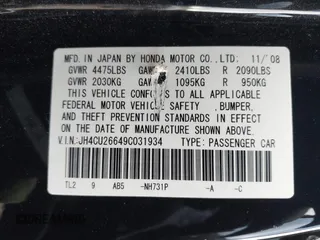 MFD. IN JAPAN BY HONDA MOTOR CO., LTD: 11/'08
GVWR 4475LBS GAW 2410LBS R 2090LBS
GVWR 2030KG GAW 1095KG R 950KG
THIS VEHICLE CONFORMS TO ALL APPLICABLE
FEDERAL MOTOR VEHICLE SAFETY , BUMPER,
AND THEFT PREVENTION STANDARDS IN EFFECT
ON THE DATE OF MANUFACTURE SHOWN ABOVE.
V.I.N:JH4CU26649C031934 TYPE: PASSENGER CAR
TL2 9 AB5 -NH731P -A -C